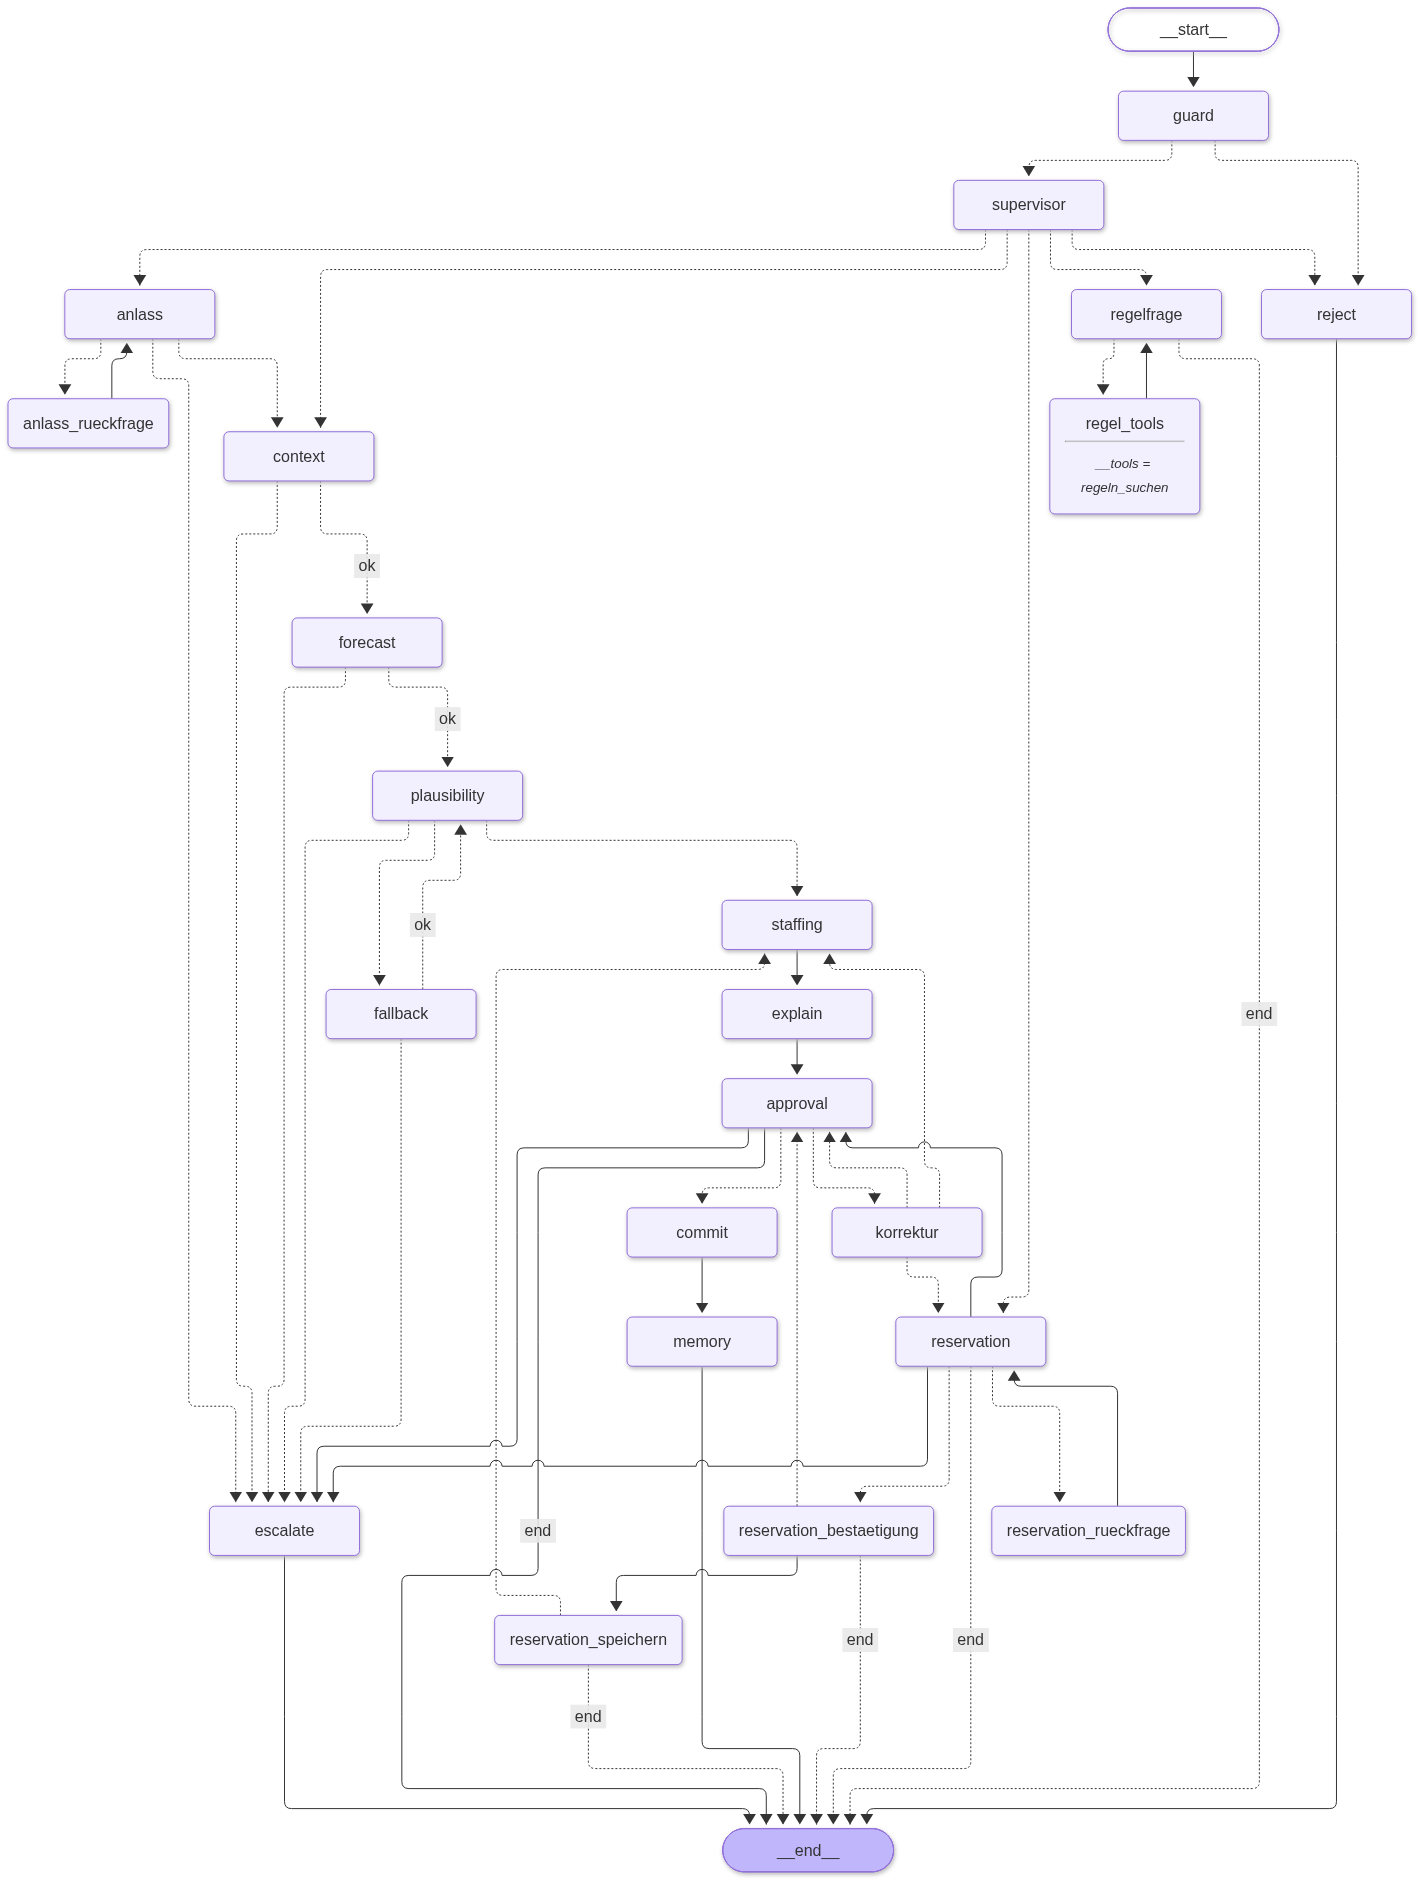 __start__
guard
supervisor
anlass
regelfrage
reject
anlass_rueckfrage
regel_tools
__tools =
regeln_suchen
context
ok
forecast
ok
plausibility
staffing
ok
fallback
explain
end
approval
commit
korrektur
memory
reservation
escalate
end
reservation_bestaetigung
reservation_rueckfrage
reservation_speichern
end
end
end
__end__